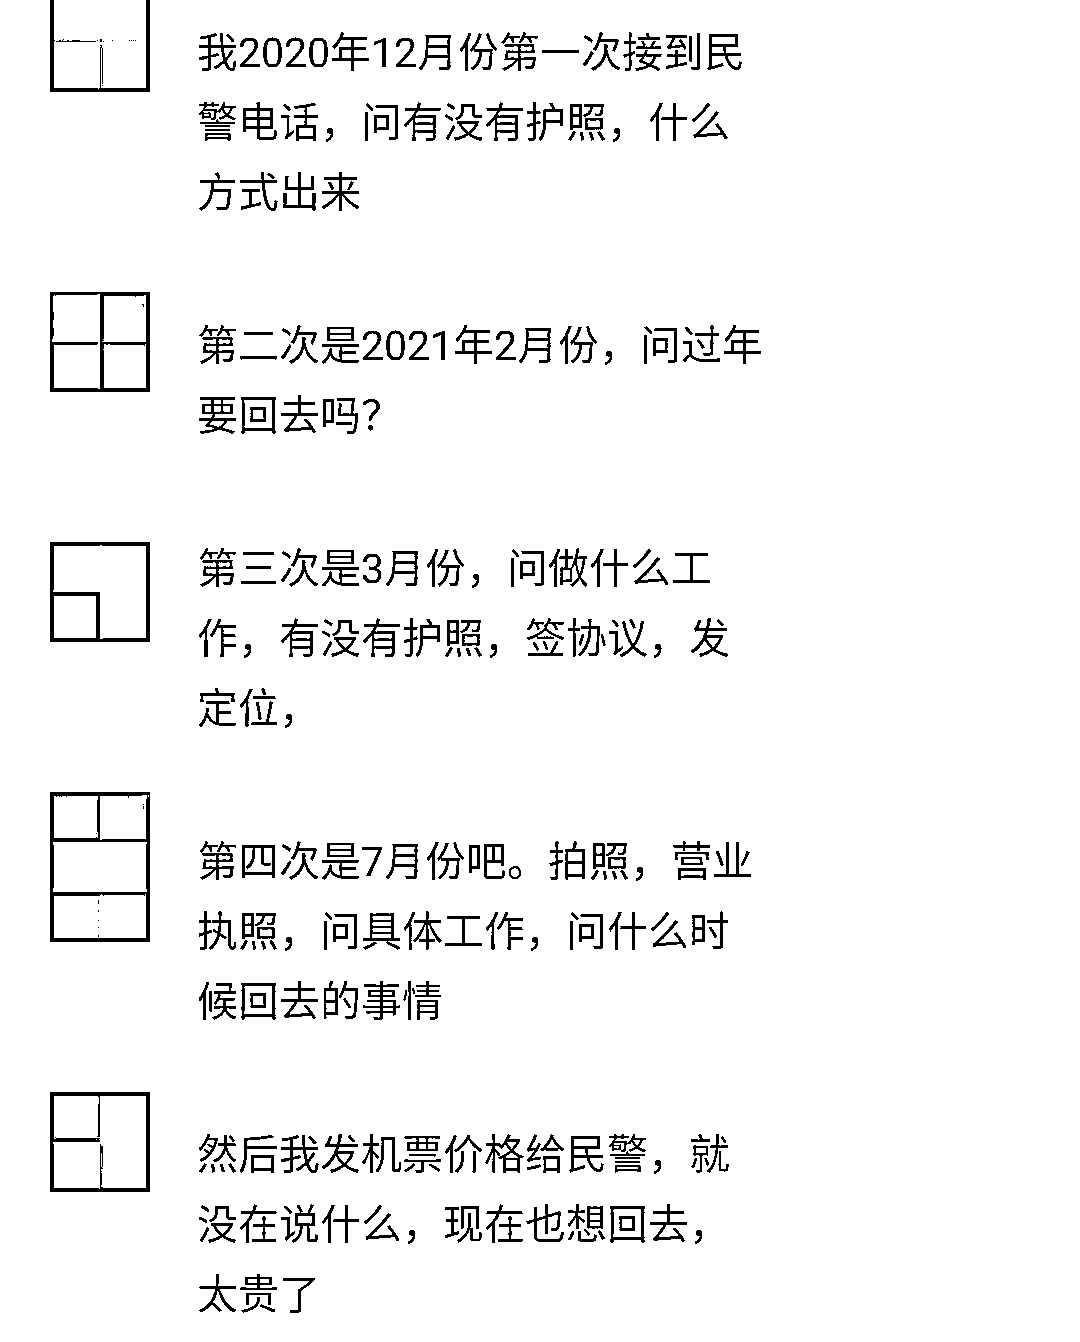 我2020年12月份第一次接到民
警电话，问有没有护照，什么
方式出来
第二次是2021年2月份，问过年
要回去吗？
第三次是3月份，问做什么工
作，有没有护照，签协议，发
定位，
第四次是7月份吧。拍照，营业
执照，问具体工作，问什么时
候回去的事情
然后我发机票价格给民警，就
没在说什么，现在也想回去，
太贵了